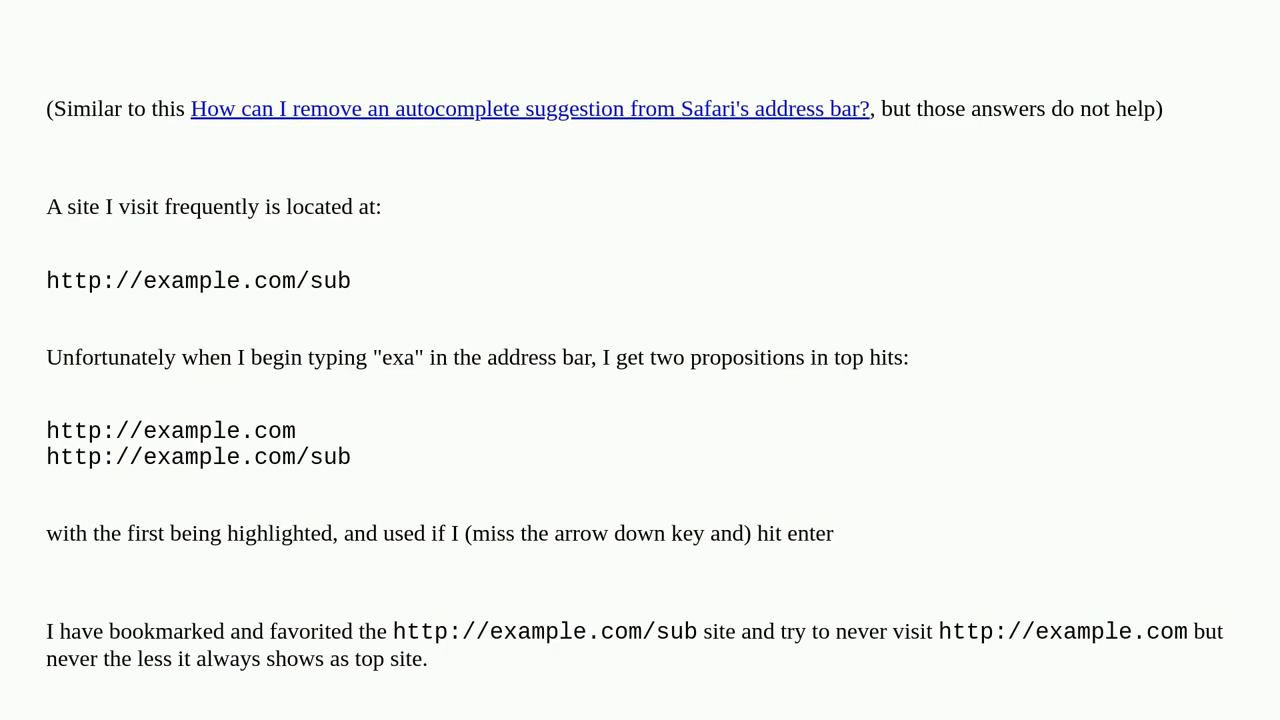 (Similar to this How can I remove an autocomplete suggestion from Safari's address bar?, but those answers do not help)
A site I visit frequently is located at:
http://example.com/sub
Unfortunately when I begin typing "exa" in the address bar, I get two propositions in top hits:
http://example.com
http://example.com/sub
with the first being highlighted, and used if I (miss the arrow down key and) hit enter
I have bookmarked and favorited the http://example.com/sub site and try to never visit http://example.com but
never the less it always shows as top site.